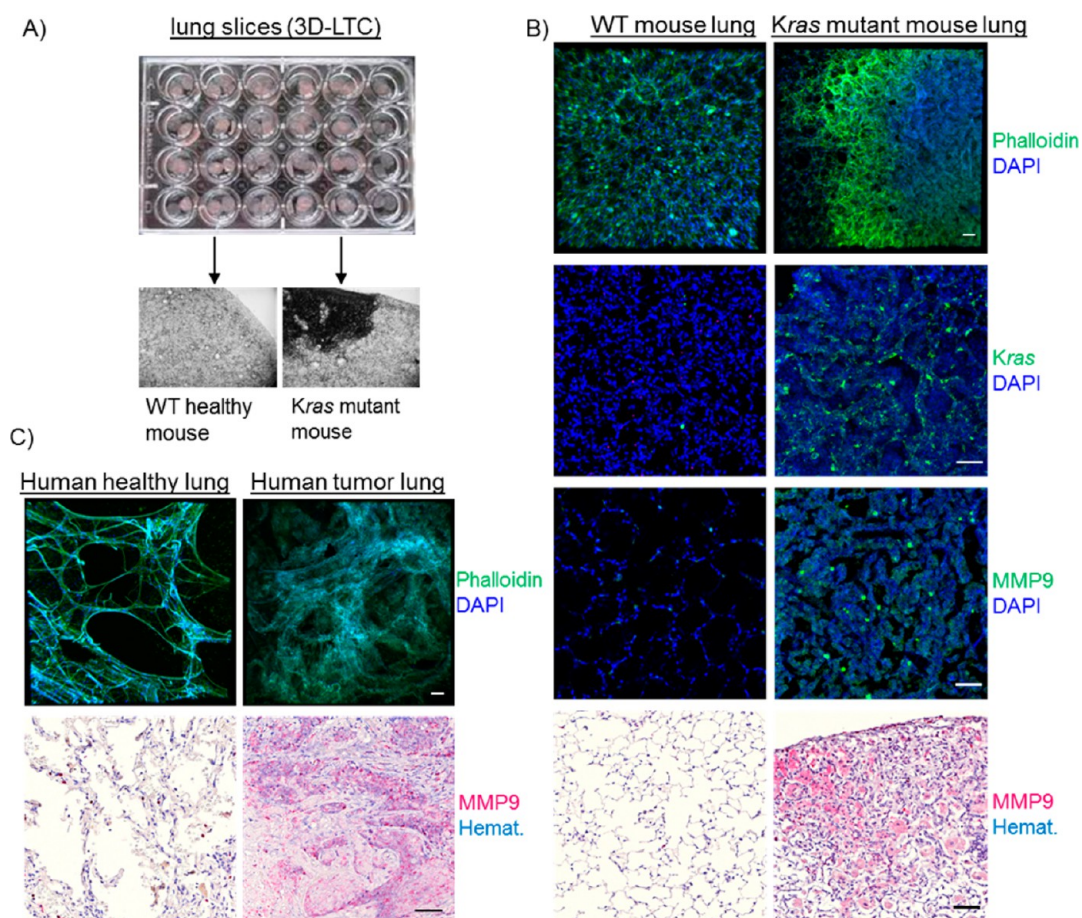 A)
lung slices (3D-LTC)
WT healthy
mouse
Kras mutant
mouse
B)
WT mouse lung
Kras mutant mouse lung
Phalloidin
DAPI
Kras
DAPI
MMP9
DAPI
MMP9
Hemat.
C)
Human healthy lung
Human tumor lung
Phalloidin
DAPI
MMP9
Hemat.